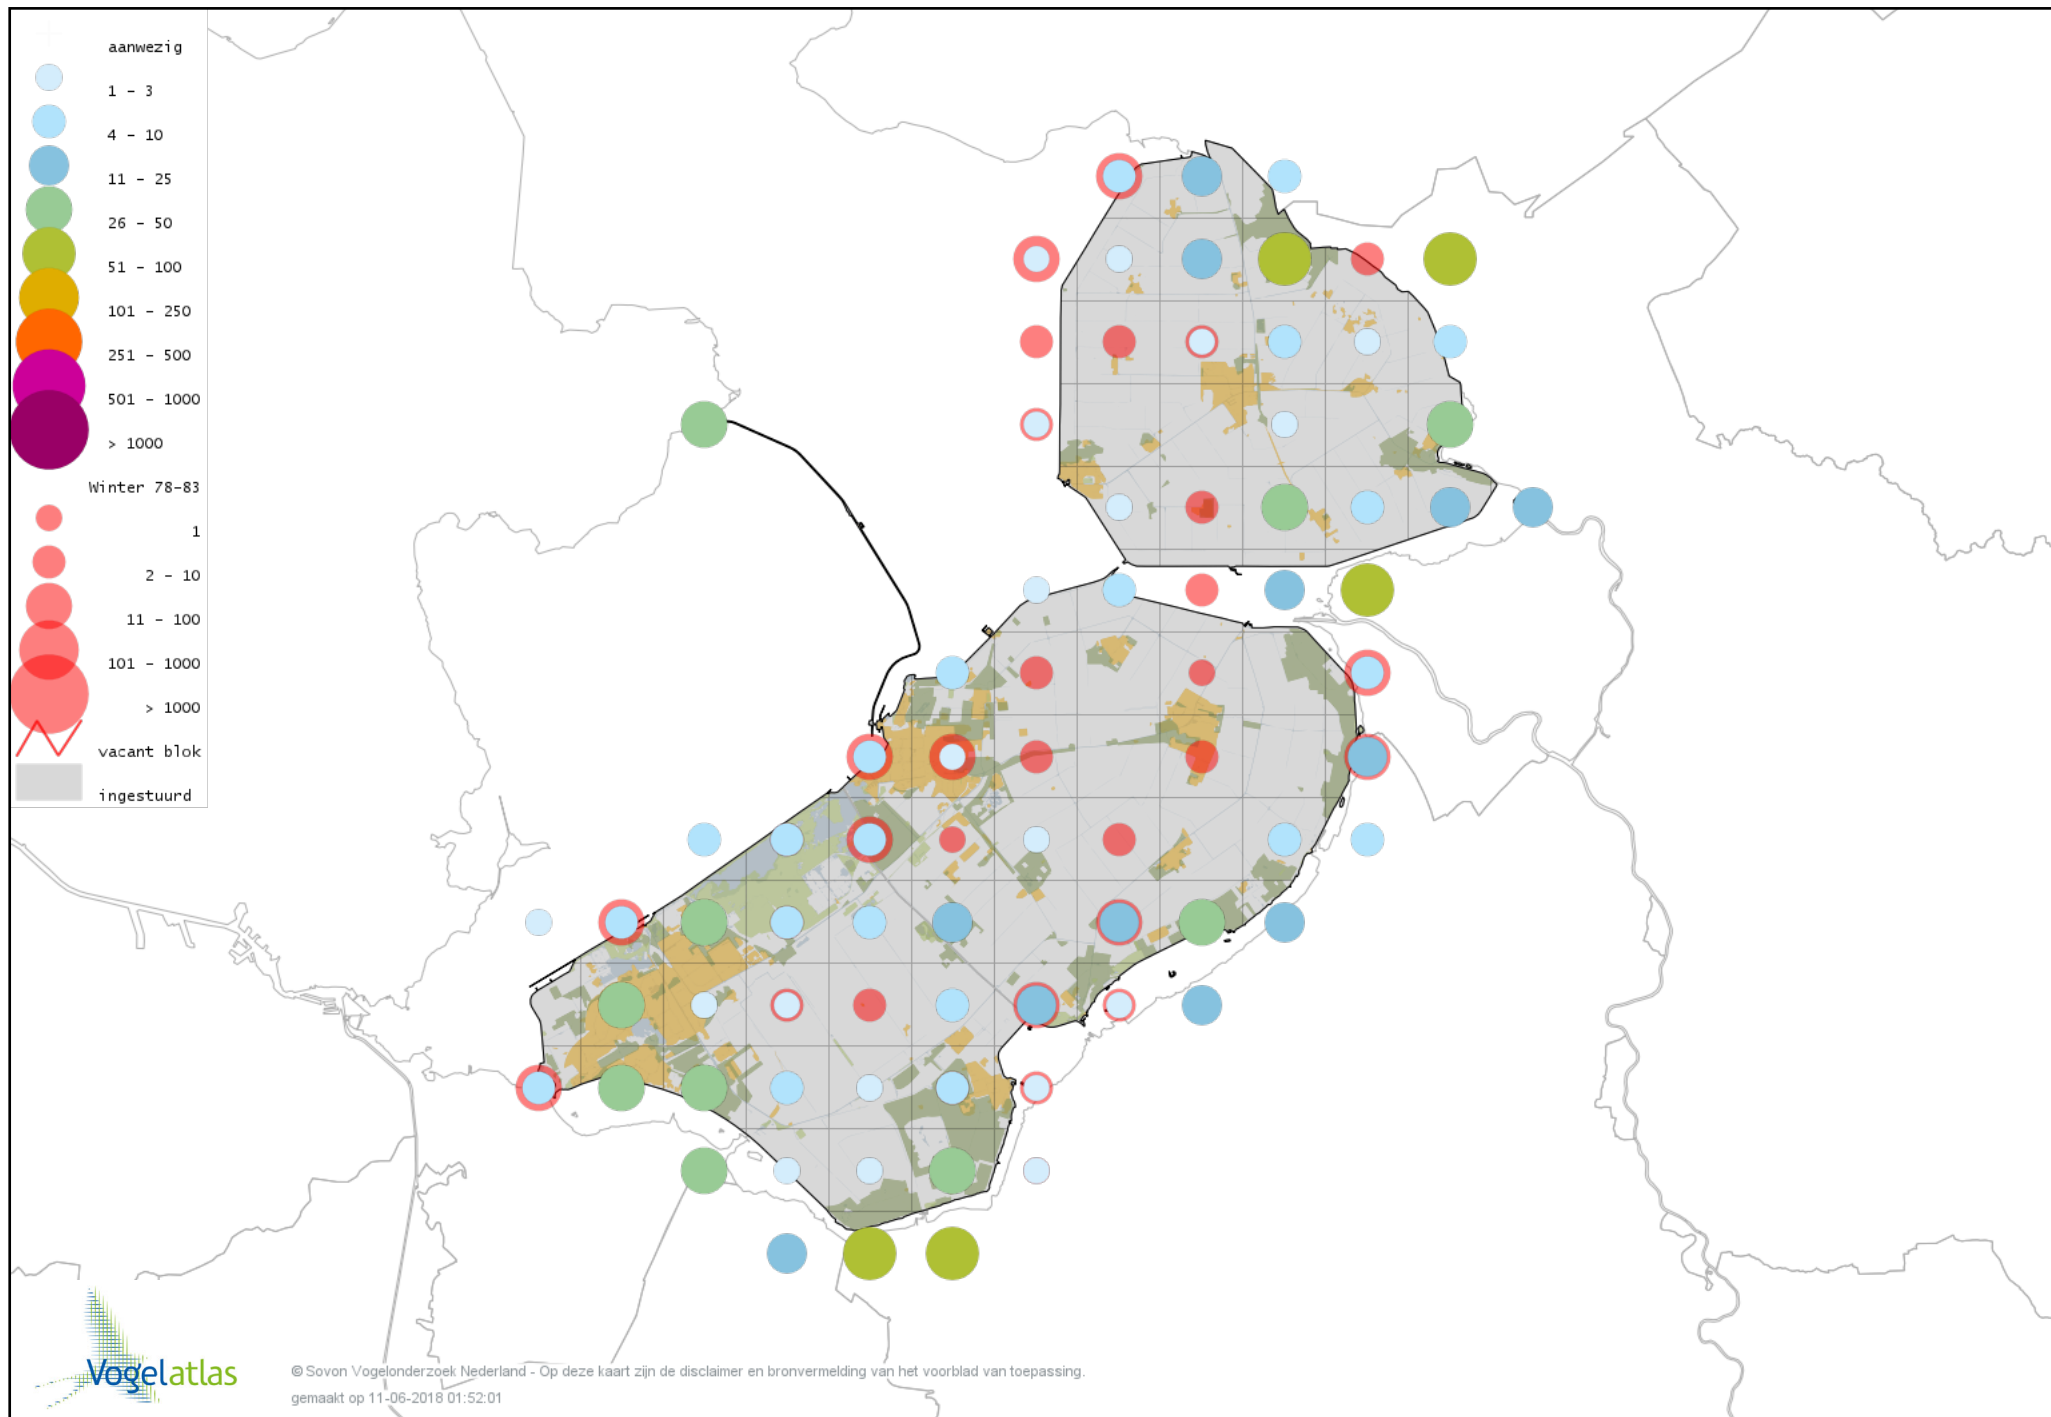 aanwezig
1 - 3
4 - 10
11 - 25
26 - 50
51 - 100
101 - 250
251 - 500
501 - 1000
> 1000
Winter 78-83
1
2 - 10
11 - 100
101 - 1000
> 1000
vacant blok
ingestuurd
Vogelatlas
© Sovon Vogelonderzoek Nederland - Op deze kaart zijn de disclaimer en bronvermelding van het voorblad van toepassing.
gemaakt op 11-06-2018 01:52:01